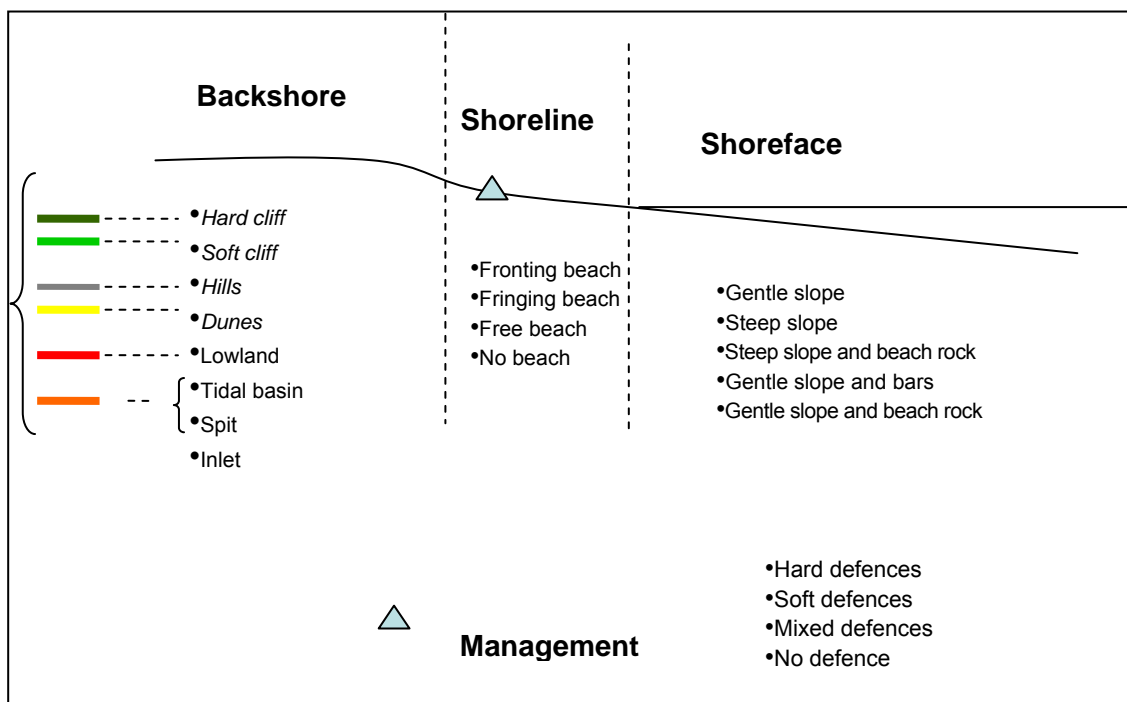 Backshore
Shoreline
Shoreface
•Hard cliff
•Soft cliff
•Hills
•Dunes
•Lowland
•Tidal basin
•Spit
•Inlet
•Fronting beach
•Fringing beach
•Free beach
•No beach
•Gentle slope
•Steep slope
•Steep slope and beach rock
•Gentle slope and bars
•Gentle slope and beach rock
Management
•Hard defences
•Soft defences
•Mixed defences
•No defence